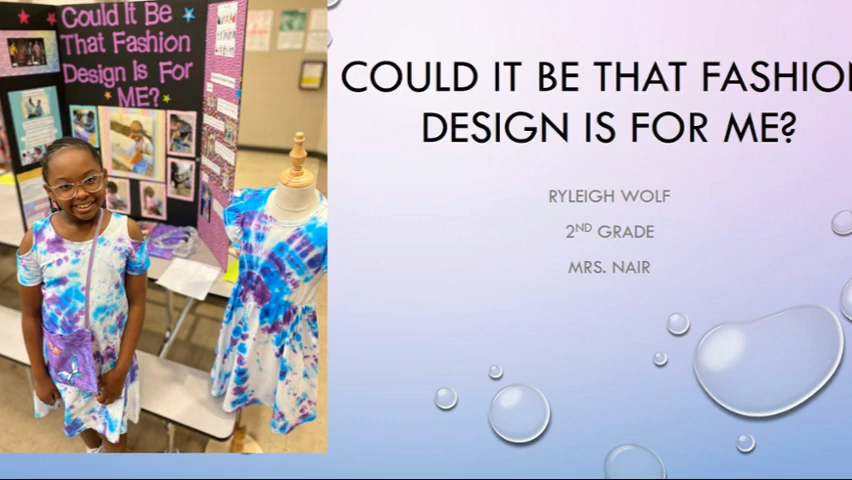 Could It Be
That Fashion
Design Is For
ME?
COULD IT BE THAT FASHION
DESIGN IS FOR ME?
RYLEIGH WOLF
2ND GRADE
MRS. NAIR